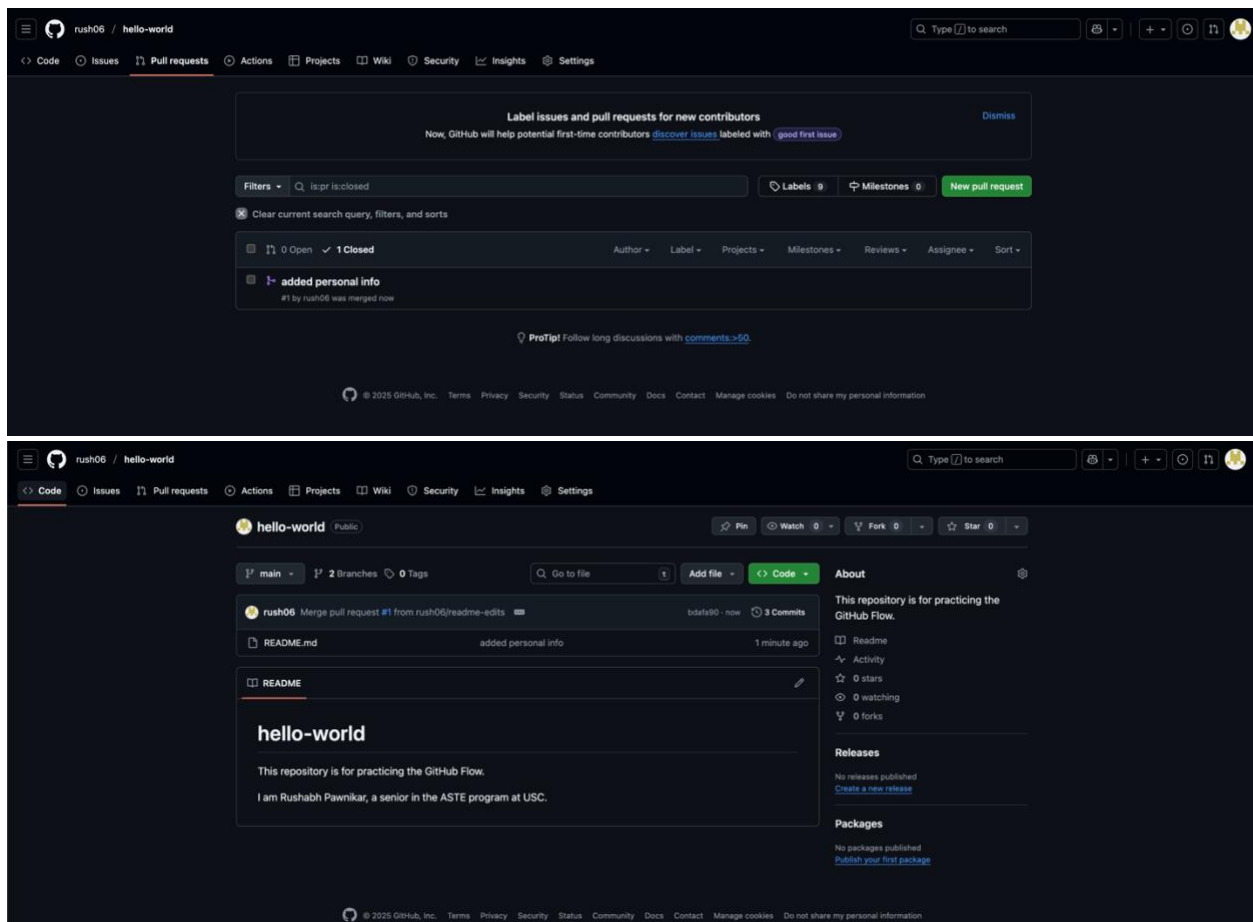 rush06 / hello-world
Type / to search
Code Issues Pull requests Actions Projects Wiki Security Insights Settings
Label issues and pull requests for new contributors
Dismiss
Now, GitHub will help potential first-time contributors discover issues labeled with good first issue
Filters is:pr is:closed Labels 9 Milestones 0 New pull request
Clear current search query, filters, and sorts
0 Open 1 Closed Author Label Projects Milestones Reviews Assignee Sort
added personal info
#1 by rush06 was merged now
ProTip! Follow long discussions with comments:>50.
© 2025 GitHub, Inc. Terms Privacy Security Status Community Docs Contact Manage cookies Do not share my personal information
rush06 / hello-world
Type / to search
Code Issues Pull requests Actions Projects Wiki Security Insights Settings
hello-world Public Pin Watch 0 Fork 0 Star 0
main 2 Branches 0 Tags Go to file t Add file Code
rush06 Merge pull request #1 from rush06/readme-edits bdafa90 · now 3 Commits
README.md added personal info 1 minute ago
README
hello-world
This repository is for practicing the GitHub Flow.
I am Rushabh Pawnikar, a senior in the ASTE program at USC.
About
This repository is for practicing the
GitHub Flow.
Readme
Activity
0 stars
0 watching
0 forks
Releases
No releases published
Create a new release
Packages
No packages published
Publish your first package
© 2025 GitHub, Inc. Terms Privacy Security Status Community Docs Contact Manage cookies Do not share my personal information